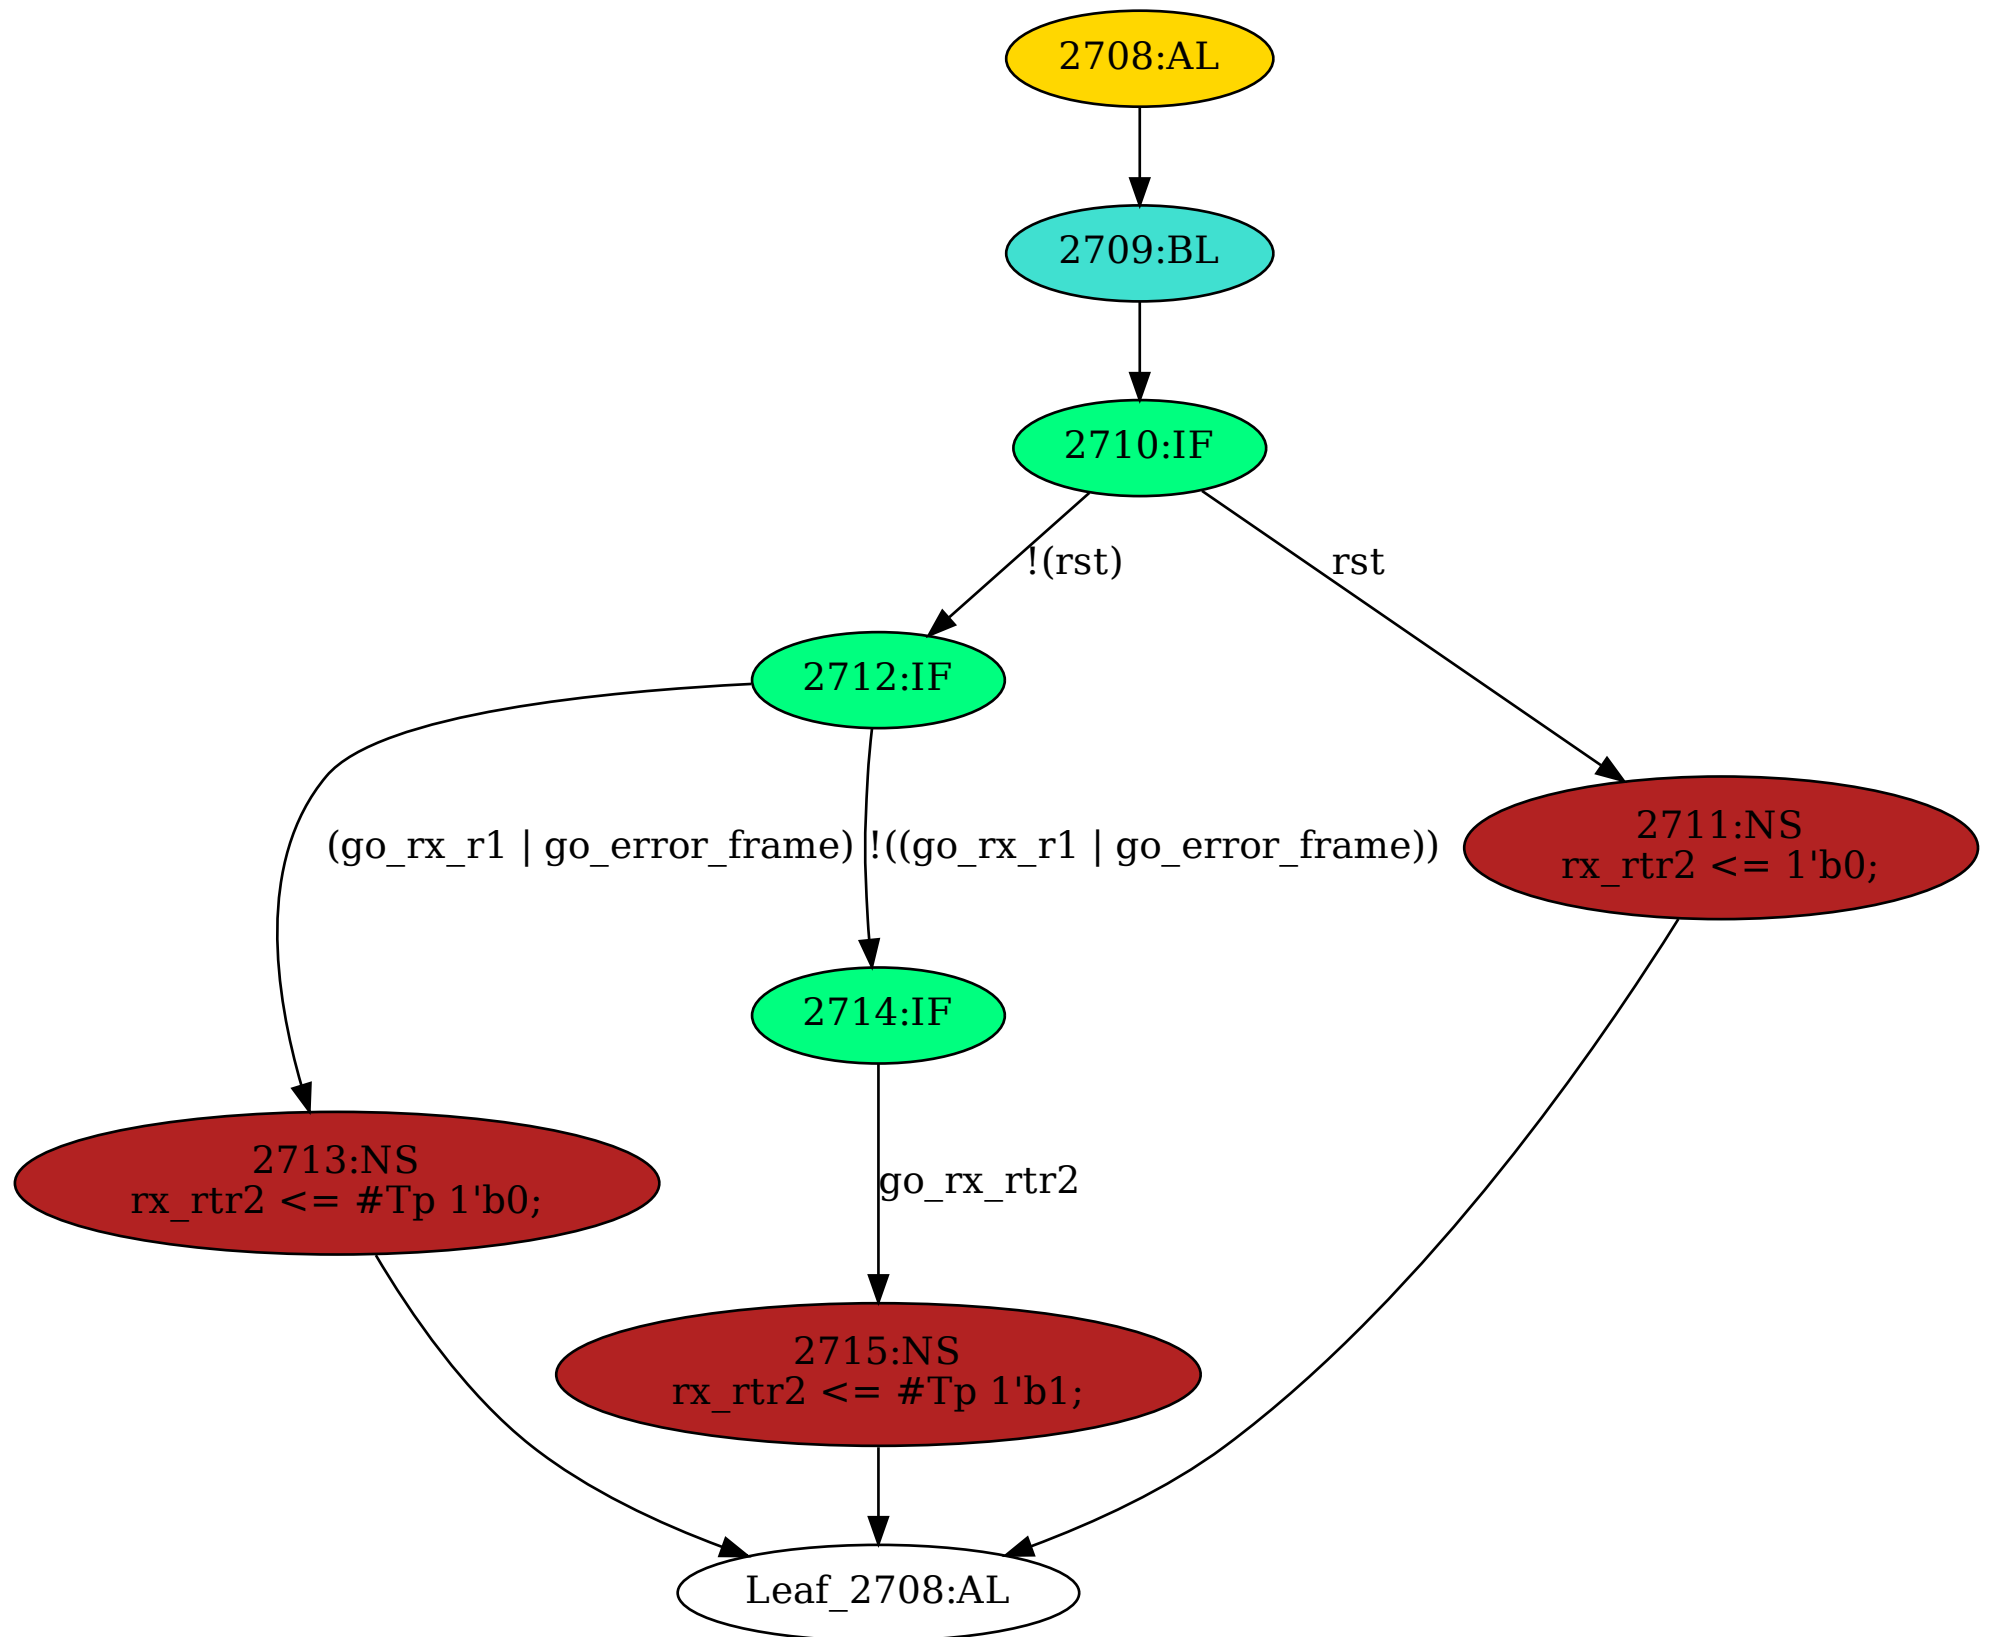 2708:AL
2709:BL
2710:IF
!(rst)
rst
2712:IF
(go_rx_r1 | go_error_frame)
!((go_rx_r1 | go_error_frame))
2711:NS
rx_rtr2 <= 1'b0;
2714:IF
2713:NS
rx_rtr2 <= #Tp 1'b0;
go_rx_rtr2
2715:NS
rx_rtr2 <= #Tp 1'b1;
Leaf_2708:AL